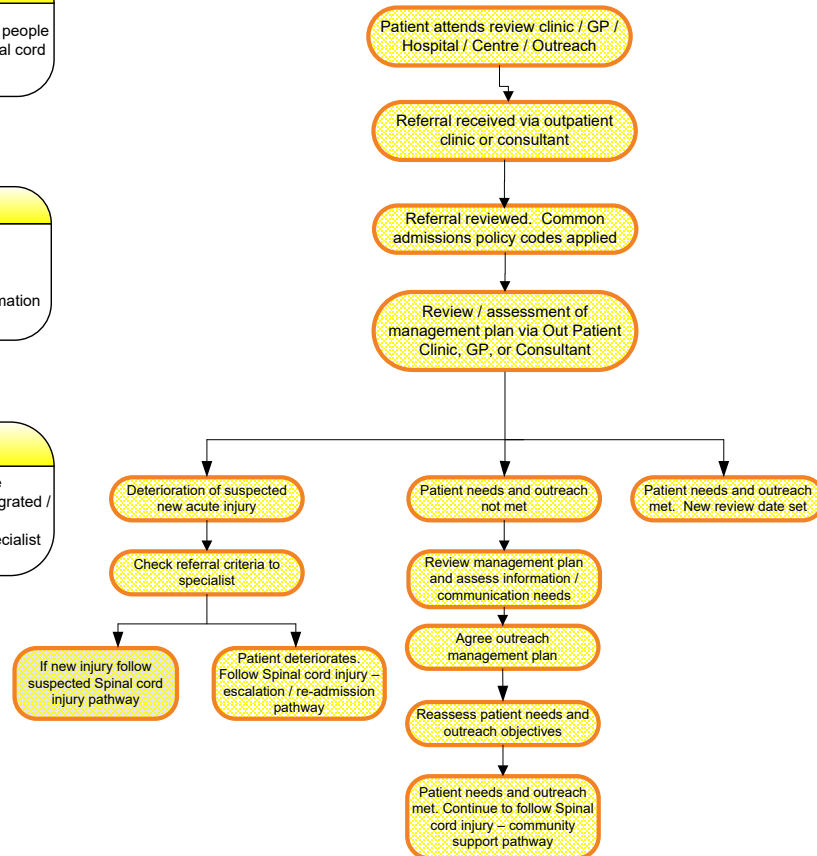 people
al cord
mation
e
grated /
ecialist
Patient attends review clinic / GP /
Hospital / Centre / Outreach
Referral received via outpatient
clinic or consultant
Referral reviewed.  Common
admissions policy codes applied
Review / assessment of
management plan via Out Patient
Clinic, GP, or Consultant
Deterioration of suspected
new acute injury
Patient needs and outreach
not met
Patient needs and outreach
met.  New review date set
Check referral criteria to
specialist
Review management plan
and assess information /
communication needs
If new injury follow
suspected Spinal cord
injury pathway
Patient deteriorates.
Follow Spinal cord injury –
escalation / re-admission
pathway
Agree outreach
management plan
Reassess patient needs and
outreach objectives
Patient needs and outreach
met. Continue to follow Spinal
cord injury – community
support pathway